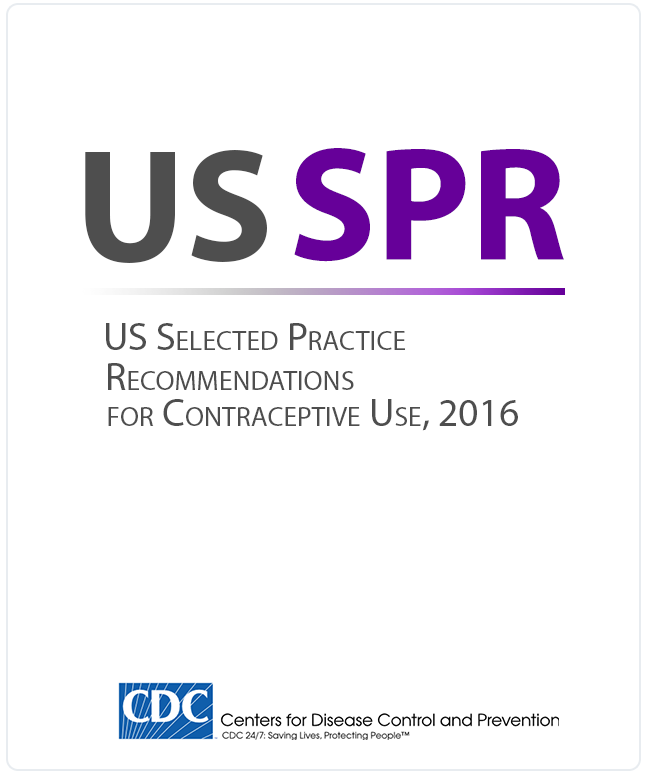 US SPR
US Selected Practice
Recommendations
for Contraceptive Use, 2016
CDC
Centers for Disease Control and Prevention
CDC 24/7: Saving Lives, Protecting People™